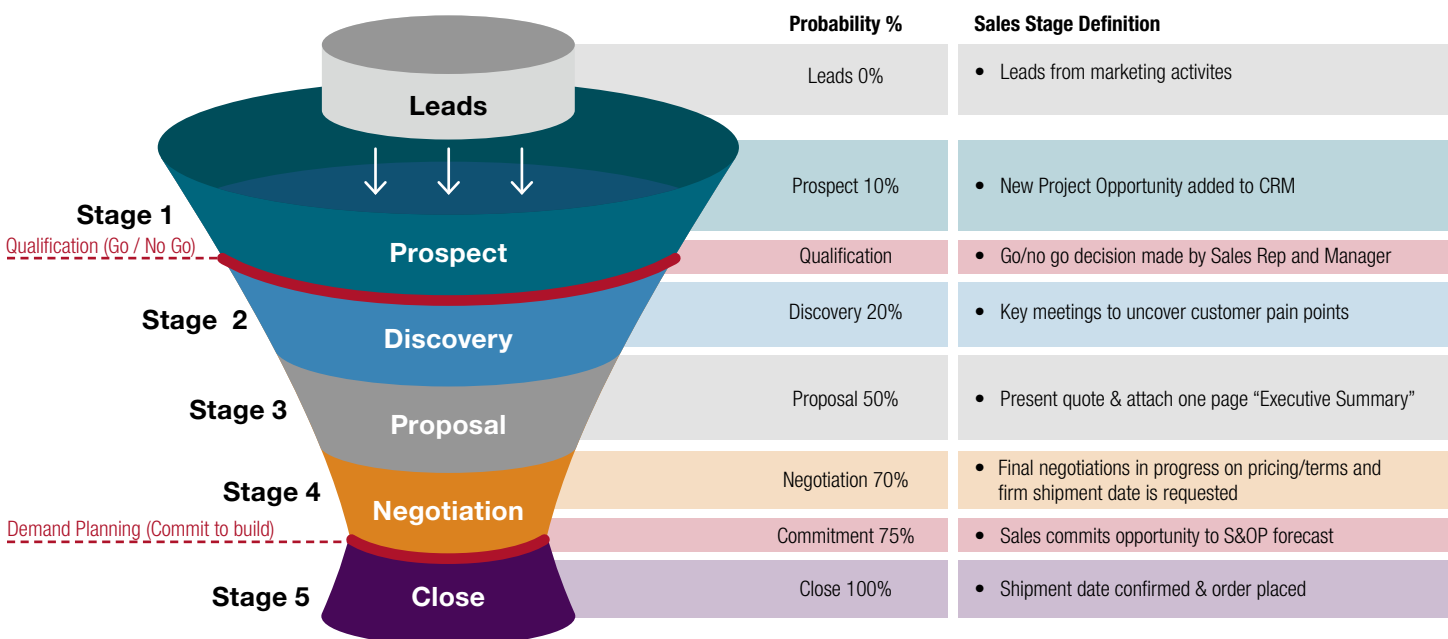 Probability %
Sales Stage Definition
Leads
Leads 0%
• Leads from marketing activites
Stage 1
Prospect 10%
• New Project Opportunity added to CRM
Qualification (Go / No Go)
Prospect
Qualification
• Go/no go decision made by Sales Rep and Manager
Stage 2
Discovery
Discovery 20%
• Key meetings to uncover customer pain points
Stage 3
Proposal
Proposal 50%
• Present quote & attach one page “Executive Summary”
Stage 4
Negotiation
Negotiation 70%
• Final negotiations in progress on pricing/terms and
firm shipment date is requested
Demand Planning (Commit to build)
Commitment 75%
• Sales commits opportunity to S&OP forecast
Stage 5
Close
Close 100%
• Shipment date confirmed & order placed